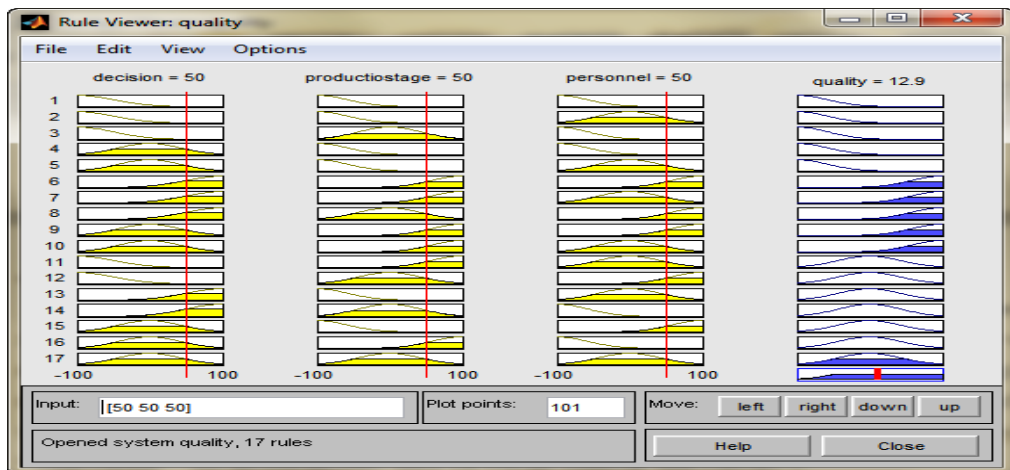 Rule Viewer: quality
File Edit View Options
decision = 50 productiostage = 50 personnel = 50 quality = 12.9
1
2
3
4
5
6
7
8
9
10
11
12
13
14
15
16
17
-100 100 -100 100 -100 100
Input: [50 50 50] Plot points: 101 Move: left right down up
Opened system quality, 17 rules Help Close